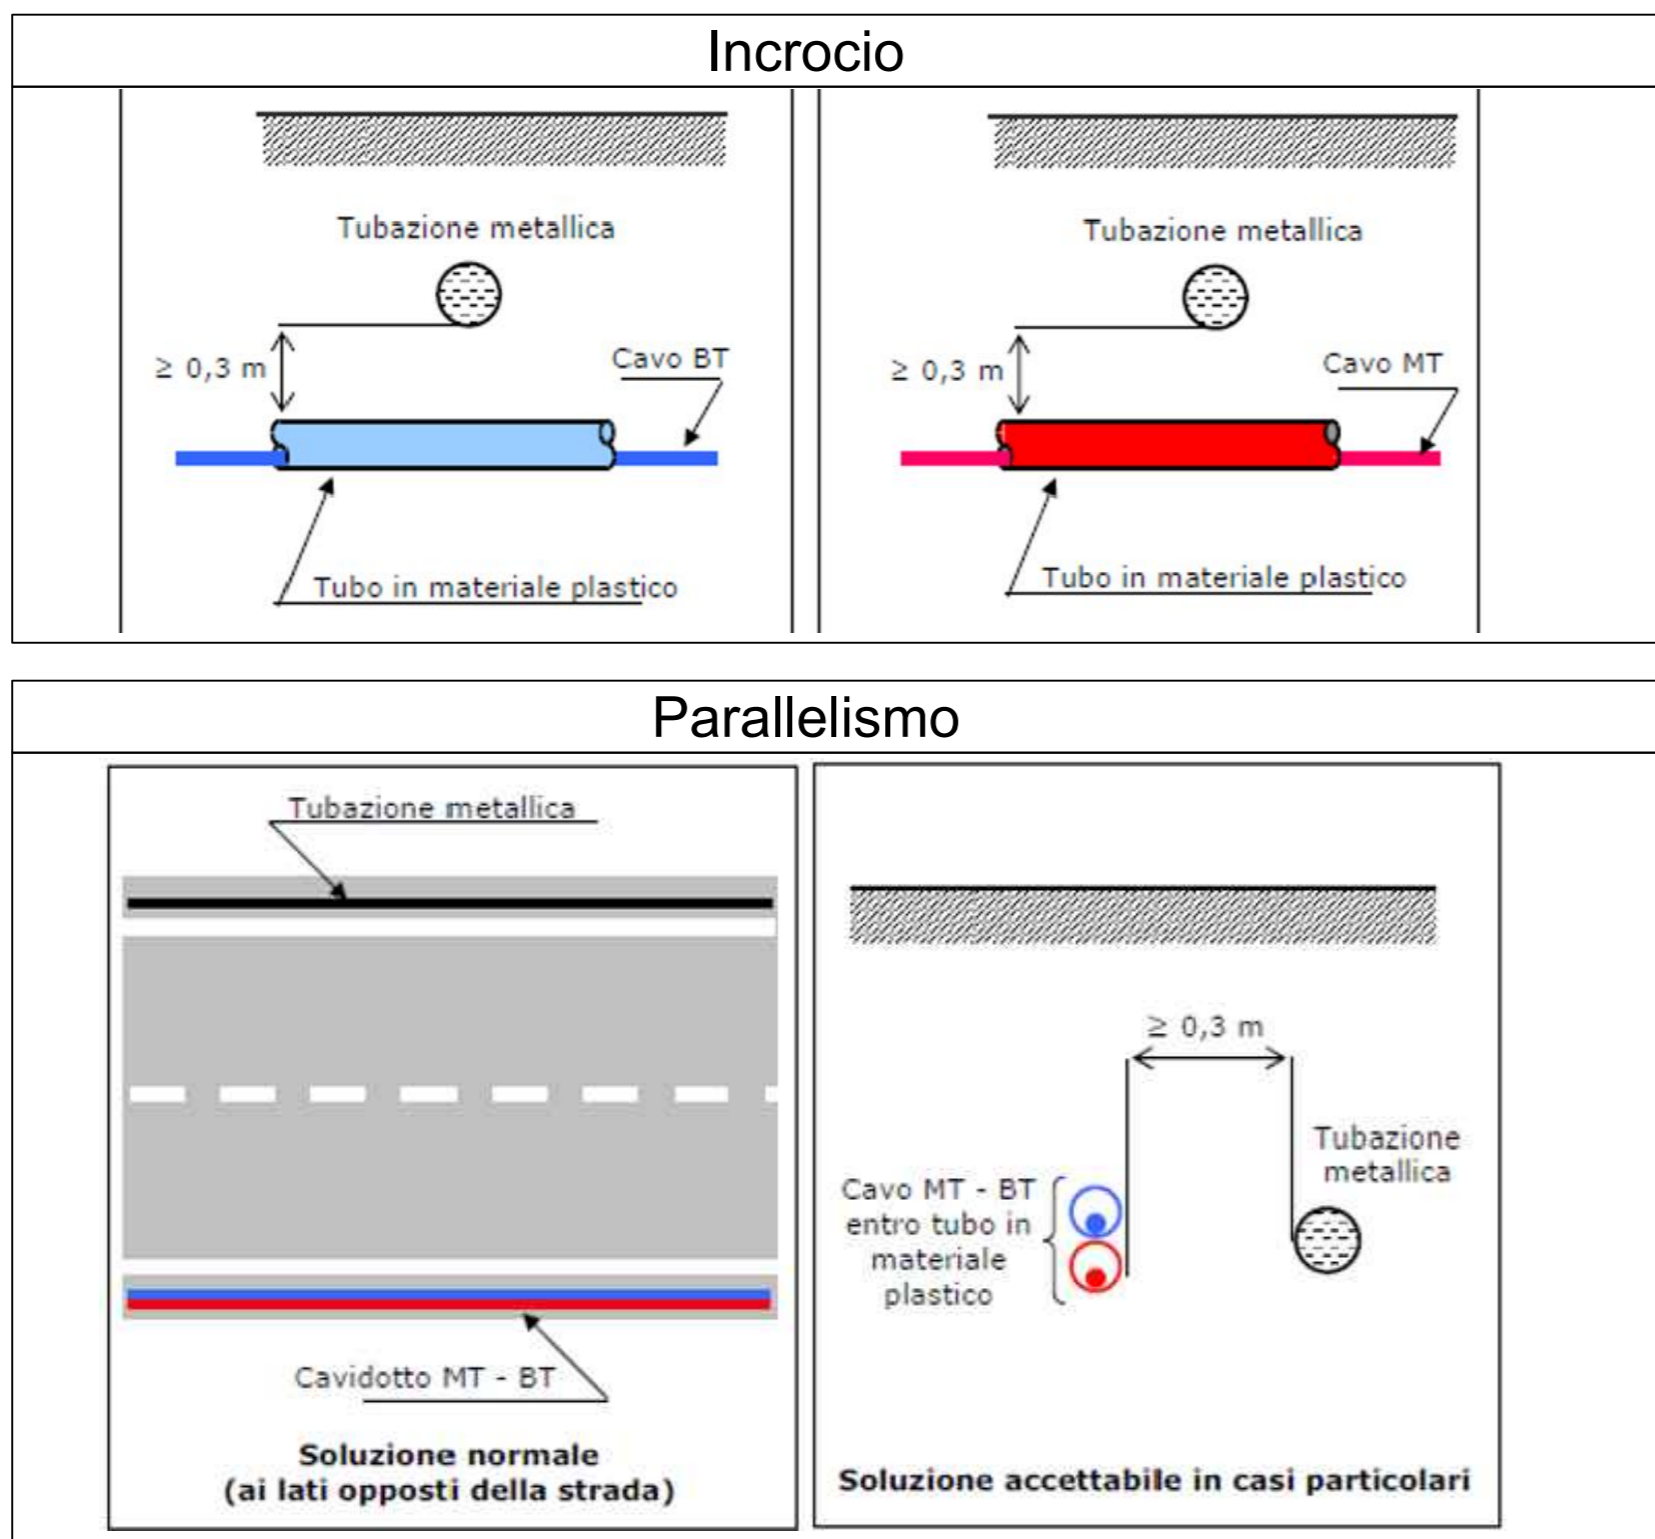 Incrocio
Tubazione metallica
≥ 0,3 m
Cavo BT
Tubo in materiale plastico
Tubazione metallica
≥ 0,3 m
Cavo MT
Tubo in materiale plastico
Parallelismo
Tubazione metallica
Cavidotto MT - BT
Soluzione normale
(ai lati opposti della strada)
≥ 0,3 m
Tubazione
metallica
Cavo MT - BT
entro tubo in
materiale
plastico
Soluzione accettabile in casi particolari